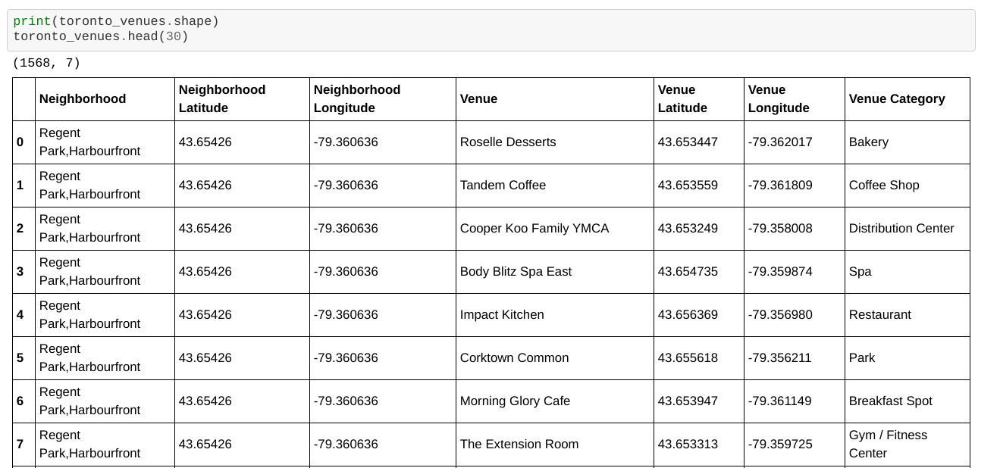 print(toronto_venues.shape)
toronto_venues.head(30)
(1568, 7)
Neighborhood Neighborhood Latitude Neighborhood Longitude Venue Venue Latitude Venue Longitude Venue Category
0 Regent Park,Harbourfront 43.65426 -79.360636 Roselle Desserts 43.653447 -79.362017 Bakery
1 Regent Park,Harbourfront 43.65426 -79.360636 Tandem Coffee 43.653559 -79.361809 Coffee Shop
2 Regent Park,Harbourfront 43.65426 -79.360636 Cooper Koo Family YMCA 43.653249 -79.358008 Distribution Center
3 Regent Park,Harbourfront 43.65426 -79.360636 Body Blitz Spa East 43.654735 -79.359874 Spa
4 Regent Park,Harbourfront 43.65426 -79.360636 Impact Kitchen 43.656369 -79.356980 Restaurant
5 Regent Park,Harbourfront 43.65426 -79.360636 Corktown Common 43.655618 -79.356211 Park
6 Regent Park,Harbourfront 43.65426 -79.360636 Morning Glory Cafe 43.653947 -79.361149 Breakfast Spot
7 Regent Park,Harbourfront 43.65426 -79.360636 The Extension Room 43.653313 -79.359725 Gym / Fitness Center